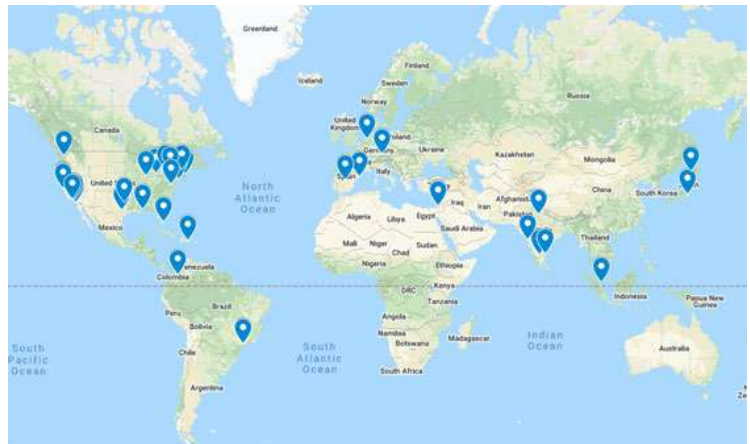 Greenland
Iceland
Finland
Sweden
Norway
Russia
Canada
United
Kingdom
Poland
Germany
Ukraine
Kazakhstan
Mongolia
Spain
Italy
United
North
Atlantic
Ocean
Afghanistan
Iraq
Iran
Pakistan
China
South Korea
Algeria
Libya
Egypt
Saudi Arabia
Mexico
Mali
Niger
Chad
Sudan
Thailand
Venezuela
Colombia
Nigeria
Ethiopia
DRC
Kenya
Tanzania
Indonesia
Papua New
Guinea
Peru
Brazil
Bolivia
Angola
Namibia
Botswana
Madagascar
South
Pacific
Ocean
South
Atlantic
Ocean
Indian
Ocean
Chile
Australia
South Africa
Argentina